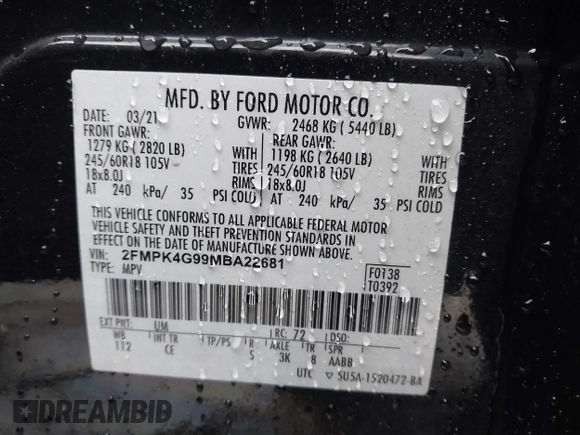 MFD. BY FORD MOTOR CO.
DATE: 03/21 GVWR: 2468 KG ( 5440 LB)
FRONT GAWR: REAR GAWR:
1279 KG ( 2820 LB) WITH 1198 KG ( 2640 LB) WITH
245/60R18 105V TIRES 245/60R18 105V TIRES
18x8.0J RIMS 18x8.0J RIMS
AT 240 kPa/ 35 PSI COLD AT 240 kPa/ 35 PSI COLD
THIS VEHICLE CONFORMS TO ALL APPLICABLE FEDERAL MOTOR
VEHICLE SAFETY AND THEFT PREVENTION STANDARDS IN
EFFECT ON THE DATE OF MANUFACTURE SHOWN ABOVE.
VIN: 2FMPK4G99MBA22681 F0138
TYPE: MPV T0392
EXT PNT: UM RC: 72 DSO:
WB INT TR TP/PS R AXLE TR SPR
112 CE 5 3K 8 AABB
UTC 5U5A-1520472-BA
DREAMBID